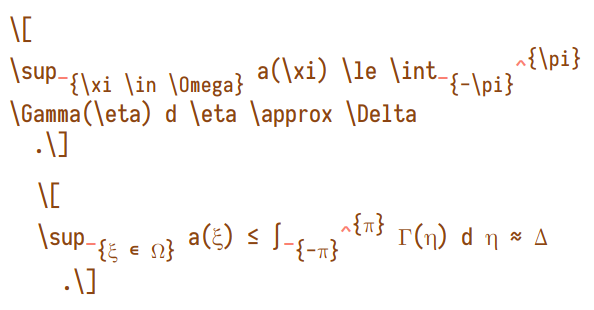 \[
\sup_{\xi \in \Omega} a(\xi) \le \int_{-\pi}^{\pi}
\Gamma(\eta) d \eta \approx \Delta
.\]
\[
\sup_{ξ ∊ Ω} a(ξ) ≤ ∫_{-π}^{π} Γ(η) d η ≈ Δ
.\]